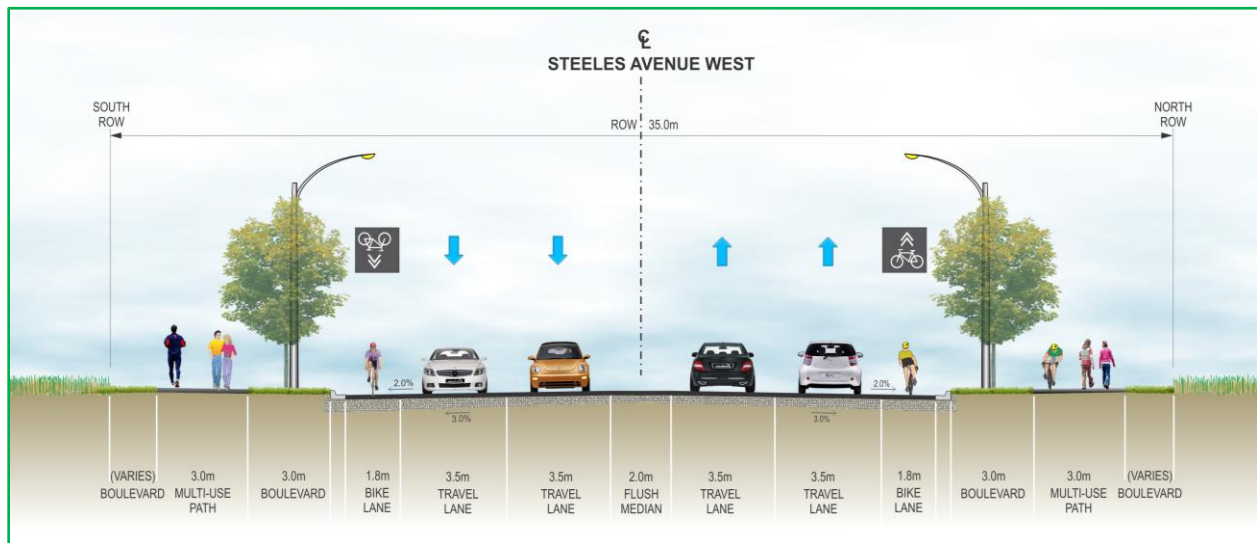 ℄
STEELES AVENUE WEST
SOUTH
ROW
ROW 35.0m
NORTH
ROW
2.0%
2.0%
3.0%
3.0%
(VARIES)
BOULEVARD
3.0m
MULTI-USE
PATH
3.0m
BOULEVARD
1.8m
BIKE
LANE
3.5m
TRAVEL
LANE
3.5m
TRAVEL
LANE
2.0m
FLUSH
MEDIAN
3.5m
TRAVEL
LANE
3.5m
TRAVEL
LANE
1.8m
BIKE
LANE
3.0m
BOULEVARD
3.0m
MULTI-USE
PATH
(VARIES)
BOULEVARD